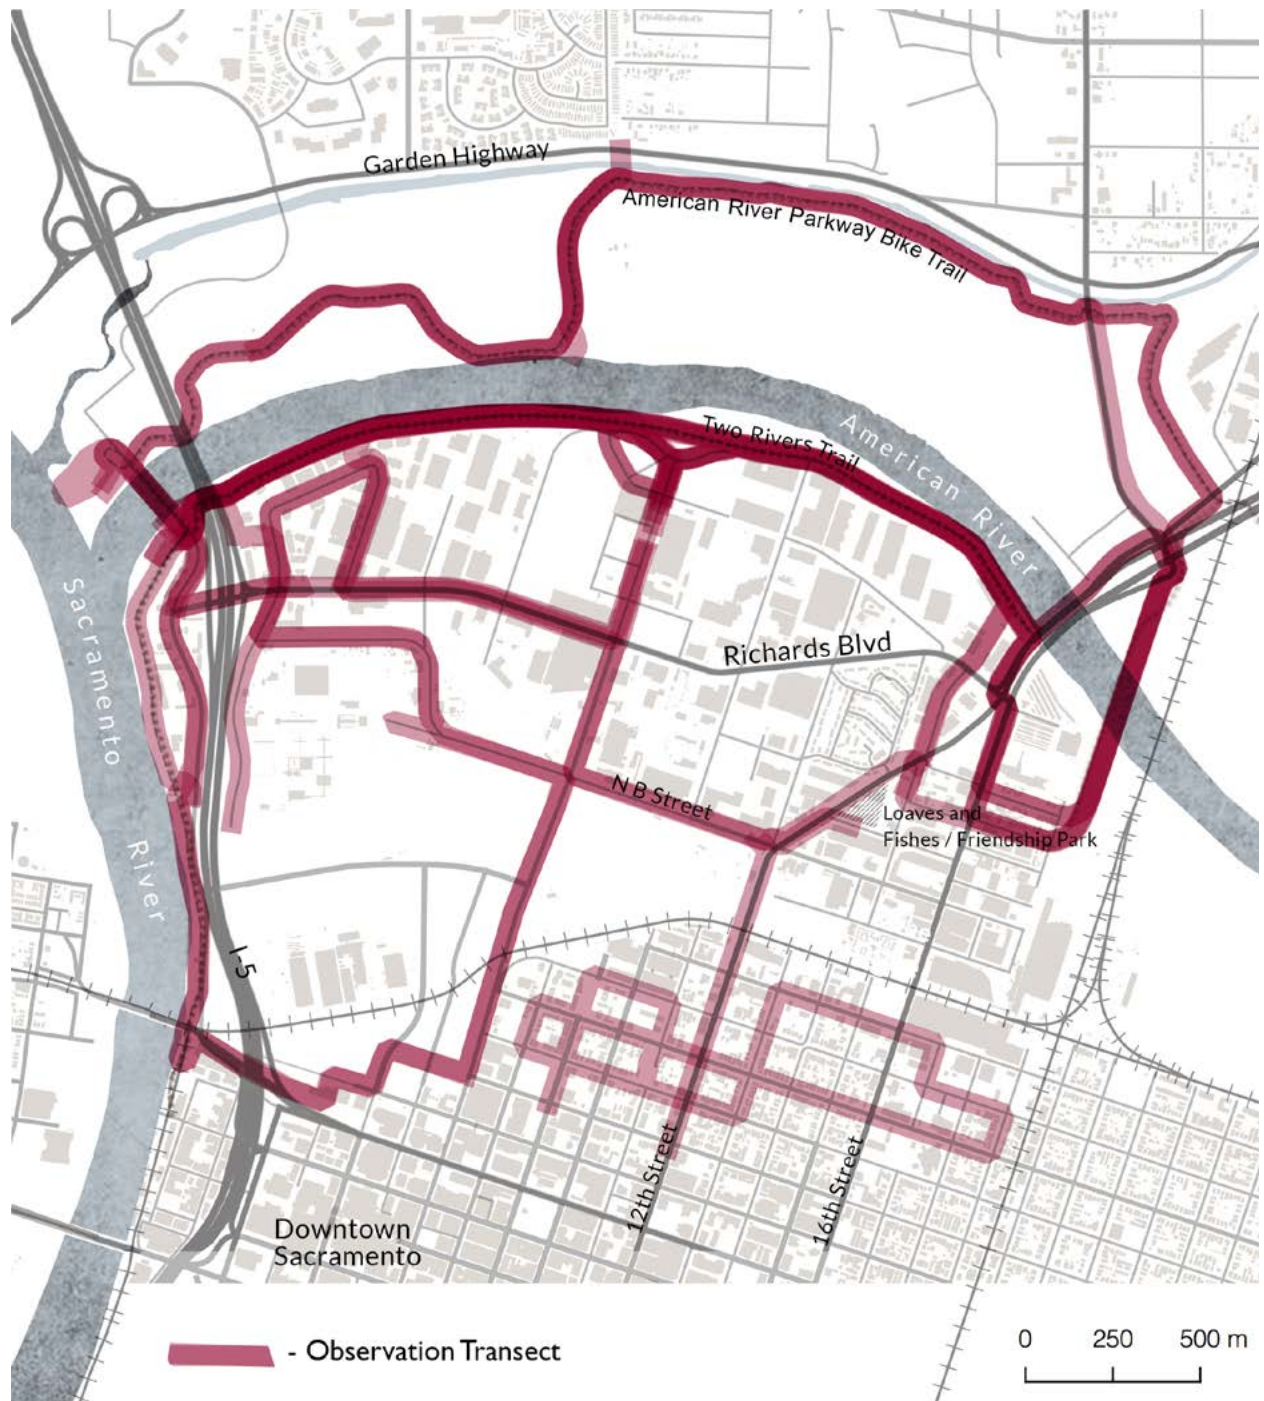 Garden Highway
American River Parkway Bike Trail
Two Rivers Trail
American River
Sacramento River
Richards Blvd
N B Street
Loaves and
Fishes / Friendship Park
I-5
12th Street
16th Street
Downtown
Sacramento
- Observation Transect
0 250 500 m